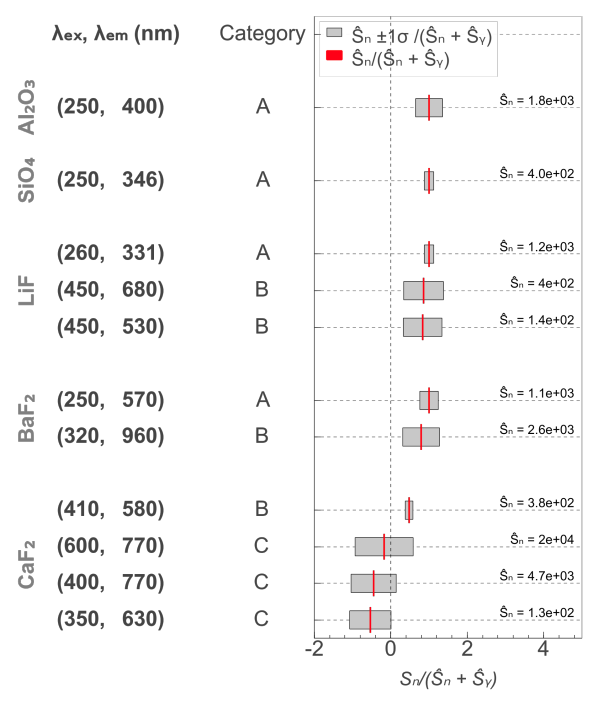 λex, λem (nm) Category
Ŝn ±1σ /(Ŝn + Ŝγ)
Ŝn/(Ŝn + Ŝγ)
Al₂O₃
(250, 400) A Ŝn = 1.8e+03
SiO₄
(250, 346) A Ŝn = 4.0e+02
LiF
(260, 331) A Ŝn = 1.2e+03
(450, 680) B Ŝn = 4e+02
(450, 530) B Ŝn = 1.4e+02
BaF₂
(250, 570) A Ŝn = 1.1e+03
(320, 960) B Ŝn = 2.6e+03
CaF₂
(410, 580) B Ŝn = 3.8e+02
(600, 770) C Ŝn = 2e+04
(400, 770) C Ŝn = 4.7e+03
(350, 630) C Ŝn = 1.3e+02
-2 0 2 4
Sn/(Ŝn + Ŝγ)